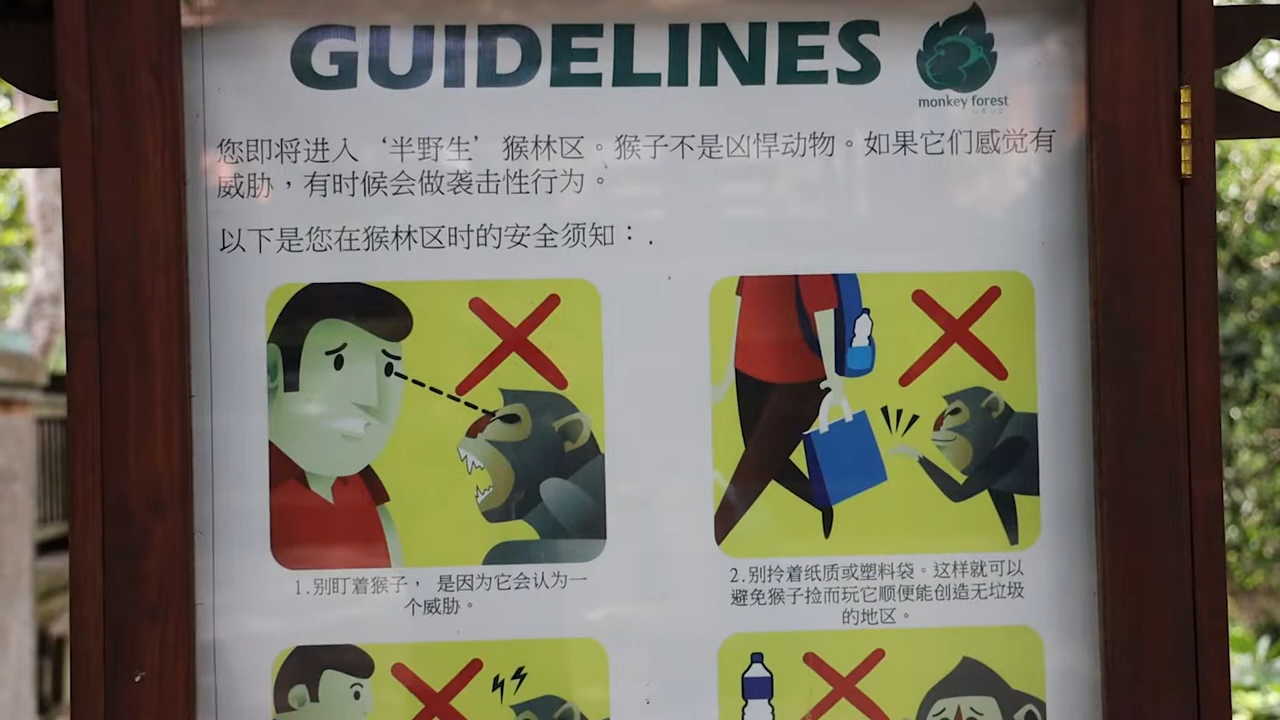 GUIDELINES
monkey forest
您即将进入‘半野生’猴林区。猴子不是凶悍动物。如果它们感觉有
威胁，有时候会做袭击性行为。
以下是您在猴林区时的安全须知：.
1.别盯着猴子， 是因为它会认为一
个威胁。
2.别拎着纸质或塑料袋。这样就可以
避免猴子捡而玩它顺便能创造无垃圾
的地区。